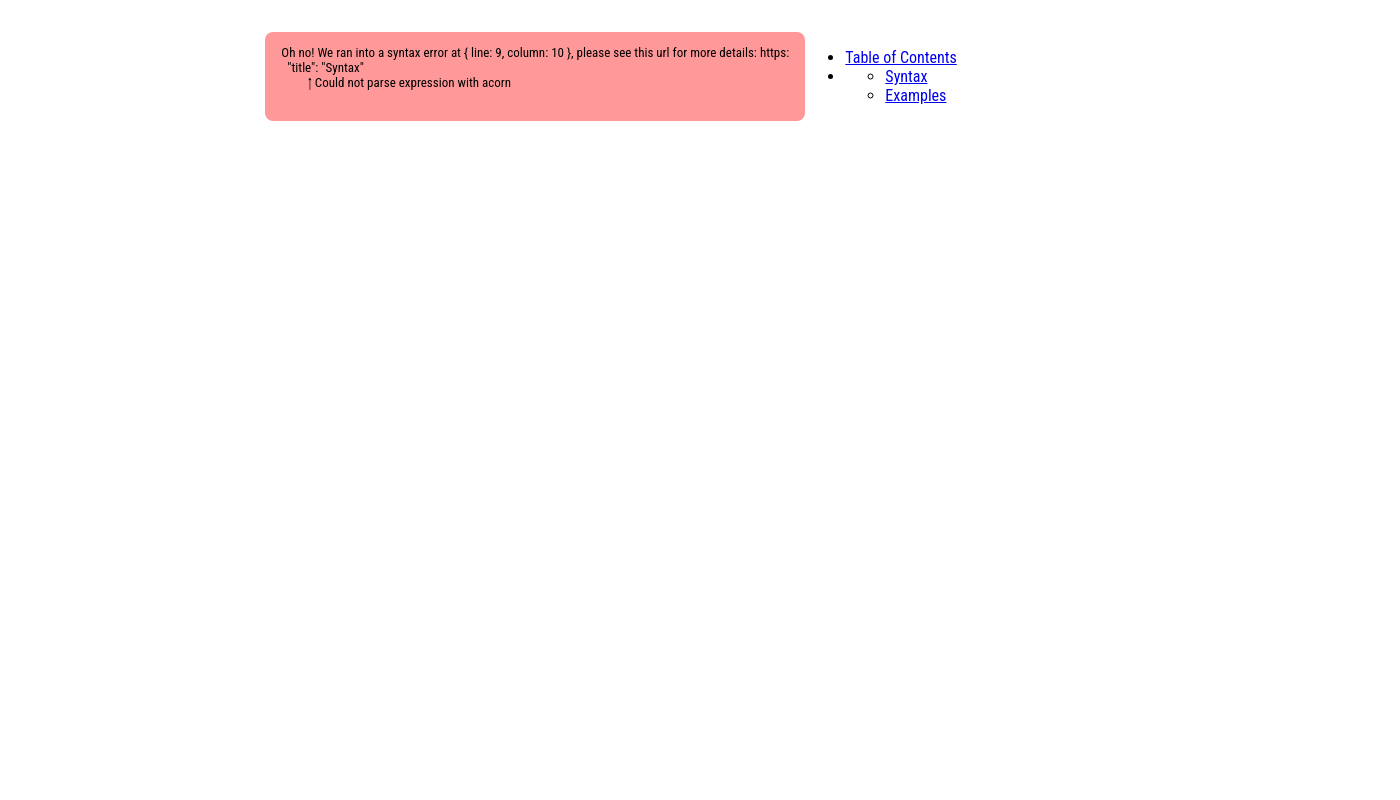 Oh no! We ran into a syntax error at { line: 9, column: 10 }, please see this url for more details: https:
"title": "Syntax"
↑ Could not parse expression with acorn
Table of Contents
Syntax
Examples